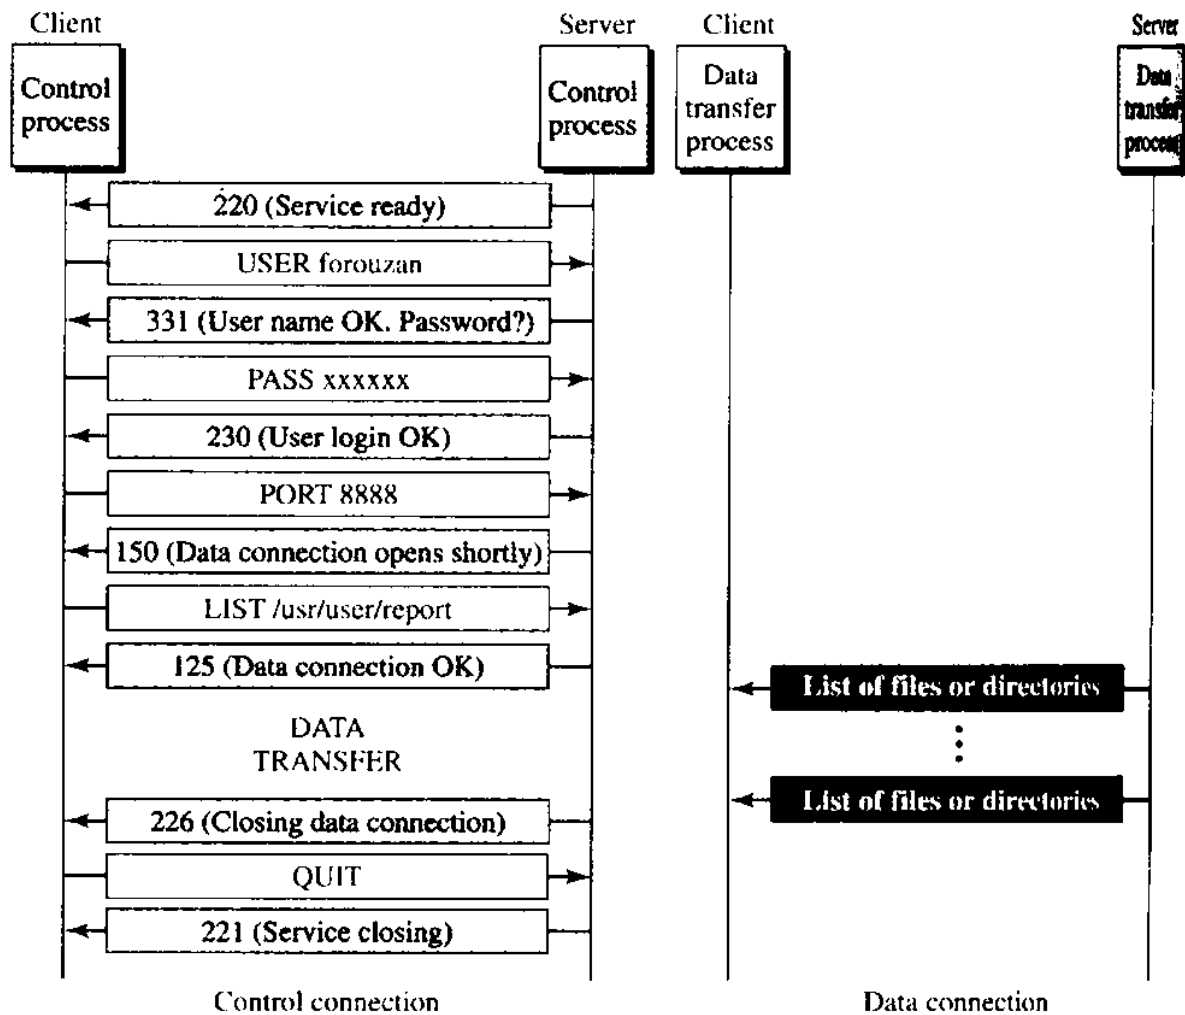 Client
Server
Client
Server
Control
process
Control
process
Data
transfer
process
Data
transfer
process
220 (Service ready)
USER forouzan
331 (User name OK. Password?)
PASS xxxxxx
230 (User login OK)
PORT 8888
150 (Data connection opens shortly)
LIST /usr/user/report
125 (Data connection OK)
List of files or directories
DATA
TRANSFER
List of files or directories
226 (Closing data connection)
QUIT
221 (Service closing)
Control connection
Data connection